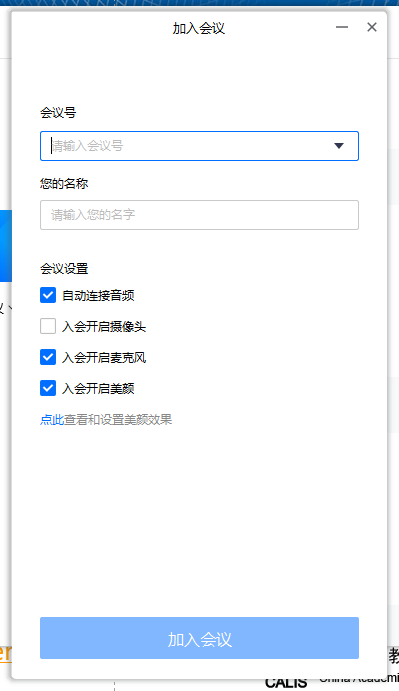 加入会议
会议号
请输入会议号
您的名称
请输入您的名字
会议设置
自动连接音频
入会开启摄像头
入会开启麦克风
入会开启美颜
点此查看和设置美颜效果
加入会议
教
CALIS
China Academi